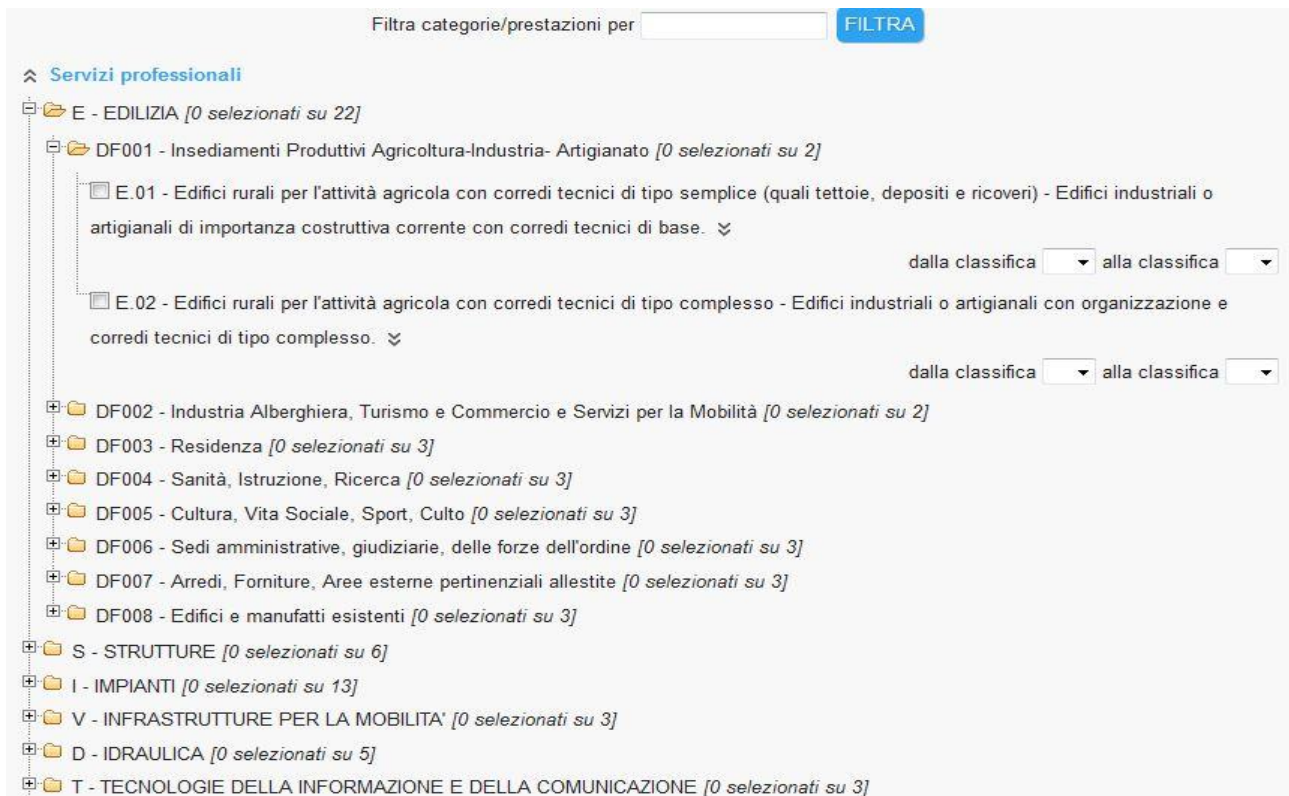 Filtra categorie/prestazioni per FILTRA
Servizi professionali
E - EDILIZIA [0 selezionati su 22]
DF001 - Insediamenti Produttivi Agricoltura-Industria- Artigianato [0 selezionati su 2]
E.01 - Edifici rurali per l'attività agricola con corredi tecnici di tipo semplice (quali tettoie, depositi e ricoveri) - Edifici industriali o
artigianali di importanza costruttiva corrente con corredi tecnici di base.
dalla classifica alla classifica
E.02 - Edifici rurali per l'attività agricola con corredi tecnici di tipo complesso - Edifici industriali o artigianali con organizzazione e
corredi tecnici di tipo complesso.
dalla classifica alla classifica
DF002 - Industria Alberghiera, Turismo e Commercio e Servizi per la Mobilità [0 selezionati su 2]
DF003 - Residenza [0 selezionati su 3]
DF004 - Sanità, Istruzione, Ricerca [0 selezionati su 3]
DF005 - Cultura, Vita Sociale, Sport, Culto [0 selezionati su 3]
DF006 - Sedi amministrative, giudiziarie, delle forze dell'ordine [0 selezionati su 3]
DF007 - Arredi, Forniture, Aree esterne pertinenziali allestite [0 selezionati su 3]
DF008 - Edifici e manufatti esistenti [0 selezionati su 3]
S - STRUTTURE [0 selezionati su 6]
I - IMPIANTI [0 selezionati su 13]
V - INFRASTRUTTURE PER LA MOBILITA' [0 selezionati su 3]
D - IDRAULICA [0 selezionati su 5]
T - TECNOLOGIE DELLA INFORMAZIONE E DELLA COMUNICAZIONE [0 selezionati su 3]